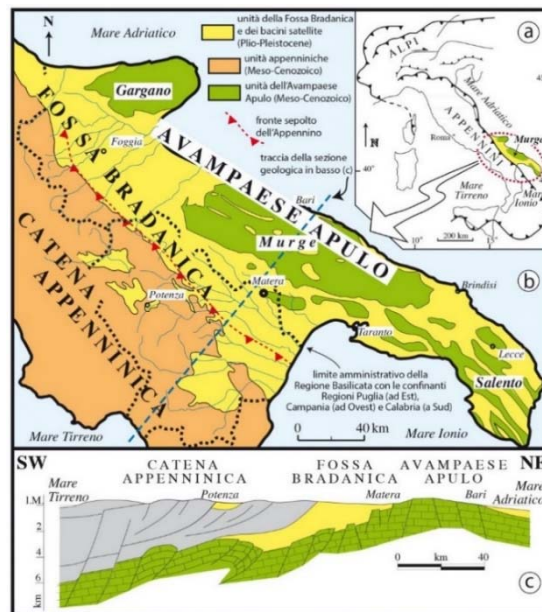 N
Mare Adriatico
unità della Fossa Bradanica
e dei bacini satellite
(Plio-Pleistocene)
unità appenniniche
(Meso-Cenozoico)
unità dell'Avampaese
Apulo (Meso-Cenozoico)
fronte sepolto
dell'Appennino
traccia della sezione
geologica in basso (c)
a
ALPI
Mare Adriatico
APPENNINI
N
Roma
Murge
40°
Mare
Tirreno
Mar
Ionio
200 km
10°
15°
Gargano
Foggia
FOSSA BRADANICA
AVAMPAESE APULO
CATENA
APPENNINICA
Bari
Murge
b
Matera
Potenza
Brindisi
Taranto
Lecce
Salento
limite amministrativo della
Regione Basilicata con le confinanti
Regioni Puglia (ad Est),
Campania (ad Ovest) e Calabria (a Sud)
Mare Tirreno
0 40 km
Mare Ionio
SW
CATENA
APPENNINICA
FOSSA
BRADANICA
AVAMPAESE
APULO
NE
Mare
Tirreno
Potenza
Matera
Bari
Mare
Adriatico
l.M
2
4
6
km
0 km 40
c